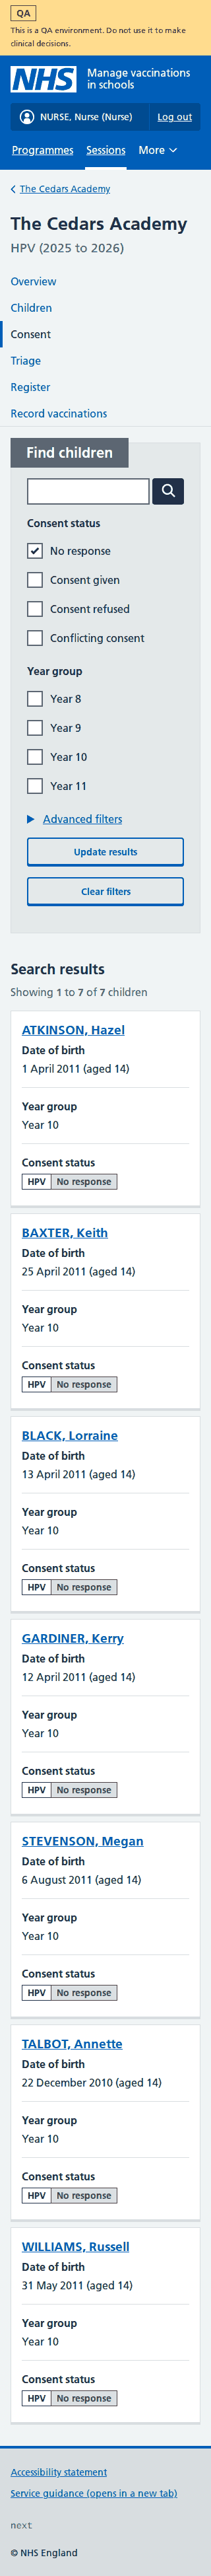 QA
This is a QA environment. Do not use it to make
clinical decisions.
NHS
Manage vaccinations
in schools
NURSE, Nurse (Nurse)
Log out
Programmes
Sessions
More
The Cedars Academy
The Cedars Academy
HPV (2025 to 2026)
Overview
Children
Consent
Triage
Register
Record vaccinations
Find children
Consent status
No response
Consent given
Consent refused
Conflicting consent
Year group
Year 8
Year 9
Year 10
Year 11
Advanced filters
Update results
Clear filters
Search results
Showing 1 to 7 of 7 children
ATKINSON, Hazel
Date of birth
1 April 2011 (aged 14)
Year group
Year 10
Consent status
HPV No response
BAXTER, Keith
Date of birth
25 April 2011 (aged 14)
Year group
Year 10
Consent status
HPV No response
BLACK, Lorraine
Date of birth
13 April 2011 (aged 14)
Year group
Year 10
Consent status
HPV No response
GARDINER, Kerry
Date of birth
12 April 2011 (aged 14)
Year group
Year 10
Consent status
HPV No response
STEVENSON, Megan
Date of birth
6 August 2011 (aged 14)
Year group
Year 10
Consent status
HPV No response
TALBOT, Annette
Date of birth
22 December 2010 (aged 14)
Year group
Year 10
Consent status
HPV No response
WILLIAMS, Russell
Date of birth
31 May 2011 (aged 14)
Year group
Year 10
Consent status
HPV No response
Accessibility statement
Service guidance (opens in a new tab)
next
© NHS England